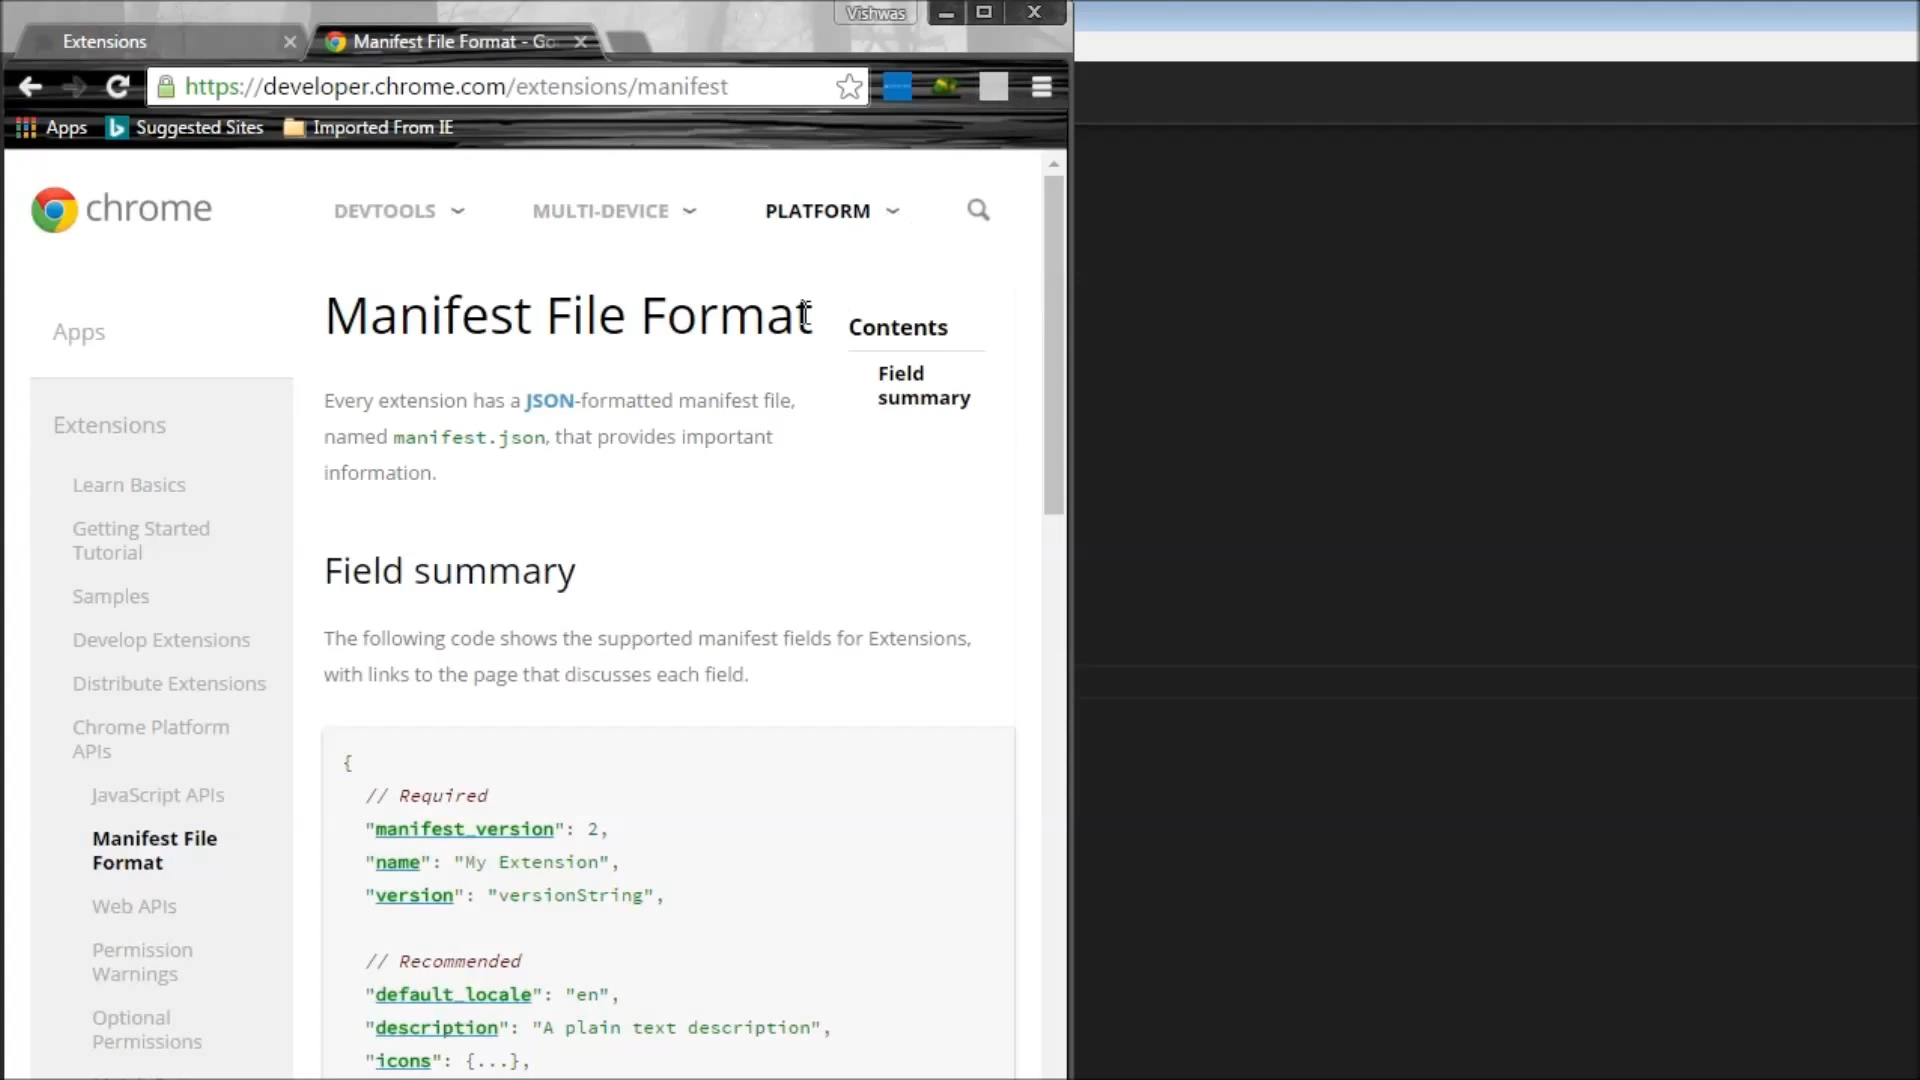 Vishwas
Extensions
Manifest File Format - Go
https://developer.chrome.com/extensions/manifest
Apps
Suggested Sites
Imported From IE
chrome
DEVTOOLS
MULTI-DEVICE
PLATFORM
Manifest File Format
Contents
Field
summary
Apps
Every extension has a JSON-formatted manifest file,
named manifest.json, that provides important
information.
Extensions
Learn Basics
Getting Started
Tutorial
Samples
Develop Extensions
Distribute Extensions
Chrome Platform
APIs
JavaScript APIs
Manifest File
Format
Web APIs
Permission
Warnings
Optional
Permissions
Field summary
The following code shows the supported manifest fields for Extensions,
with links to the page that discusses each field.
{
// Required
"manifest_version": 2,
"name": "My Extension",
"version": "versionString",
// Recommended
"default_locale": "en",
"description": "A plain text description",
"icons": {...},